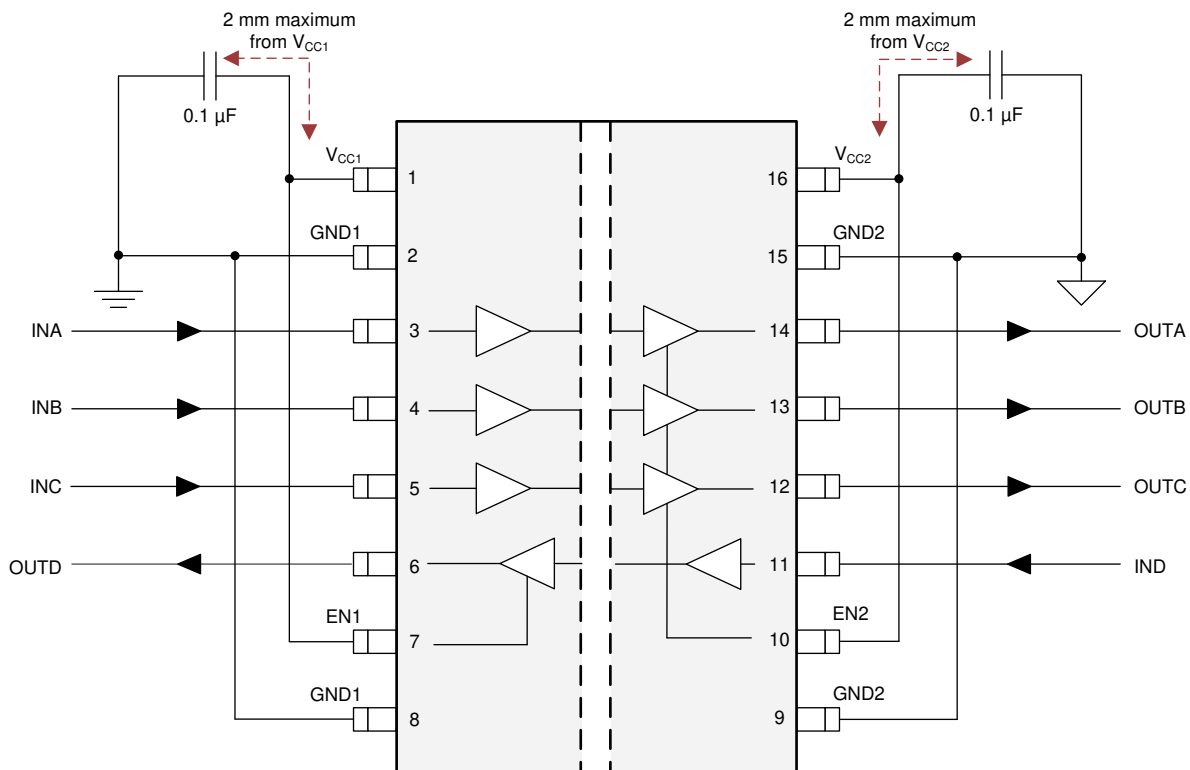 2 mm maximum
from VCC1
2 mm maximum
from VCC2
0.1 µF
0.1 µF
VCC1
1
16
VCC2
GND1
2
15
GND2
INA
3
14
OUTA
INB
4
13
OUTB
INC
5
12
OUTC
OUTD
6
11
IND
EN1
7
10
EN2
GND1
8
9
GND2